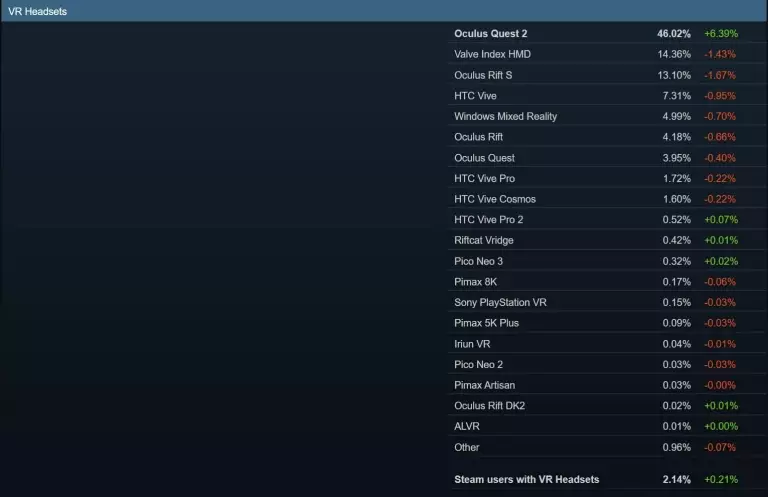 VR Headsets
Oculus Quest 2 46.02% +6.39%
Valve Index HMD 14.36% -1.43%
Oculus Rift S 13.10% -1.67%
HTC Vive 7.31% -0.95%
Windows Mixed Reality 4.99% -0.70%
Oculus Rift 4.18% -0.66%
Oculus Quest 3.95% -0.40%
HTC Vive Pro 1.72% -0.22%
HTC Vive Cosmos 1.60% -0.22%
HTC Vive Pro 2 0.52% +0.07%
Riftcat Vridge 0.42% +0.01%
Pico Neo 3 0.32% +0.02%
Pimax 8K 0.17% -0.06%
Sony PlayStation VR 0.15% -0.03%
Pimax 5K Plus 0.09% -0.03%
Iriun VR 0.04% -0.01%
Pico Neo 2 0.03% -0.03%
Pimax Artisan 0.03% -0.00%
Oculus Rift DK2 0.02% +0.01%
ALVR 0.01% +0.00%
Other 0.96% -0.07%
Steam users with VR Headsets 2.14% +0.21%